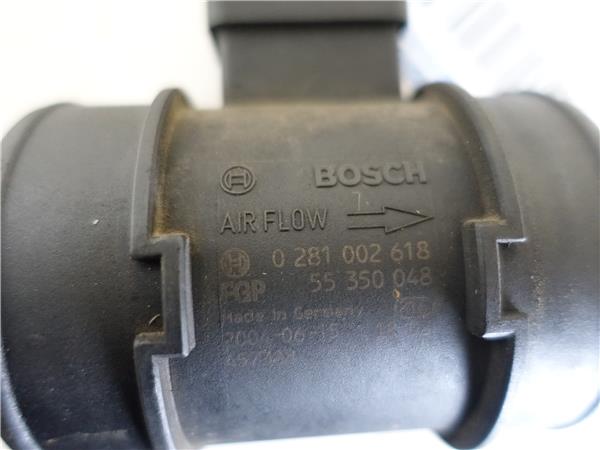 BOSCH
AIR FLOW
0 281 002 618
FGP 55 350 048
Made in Germany